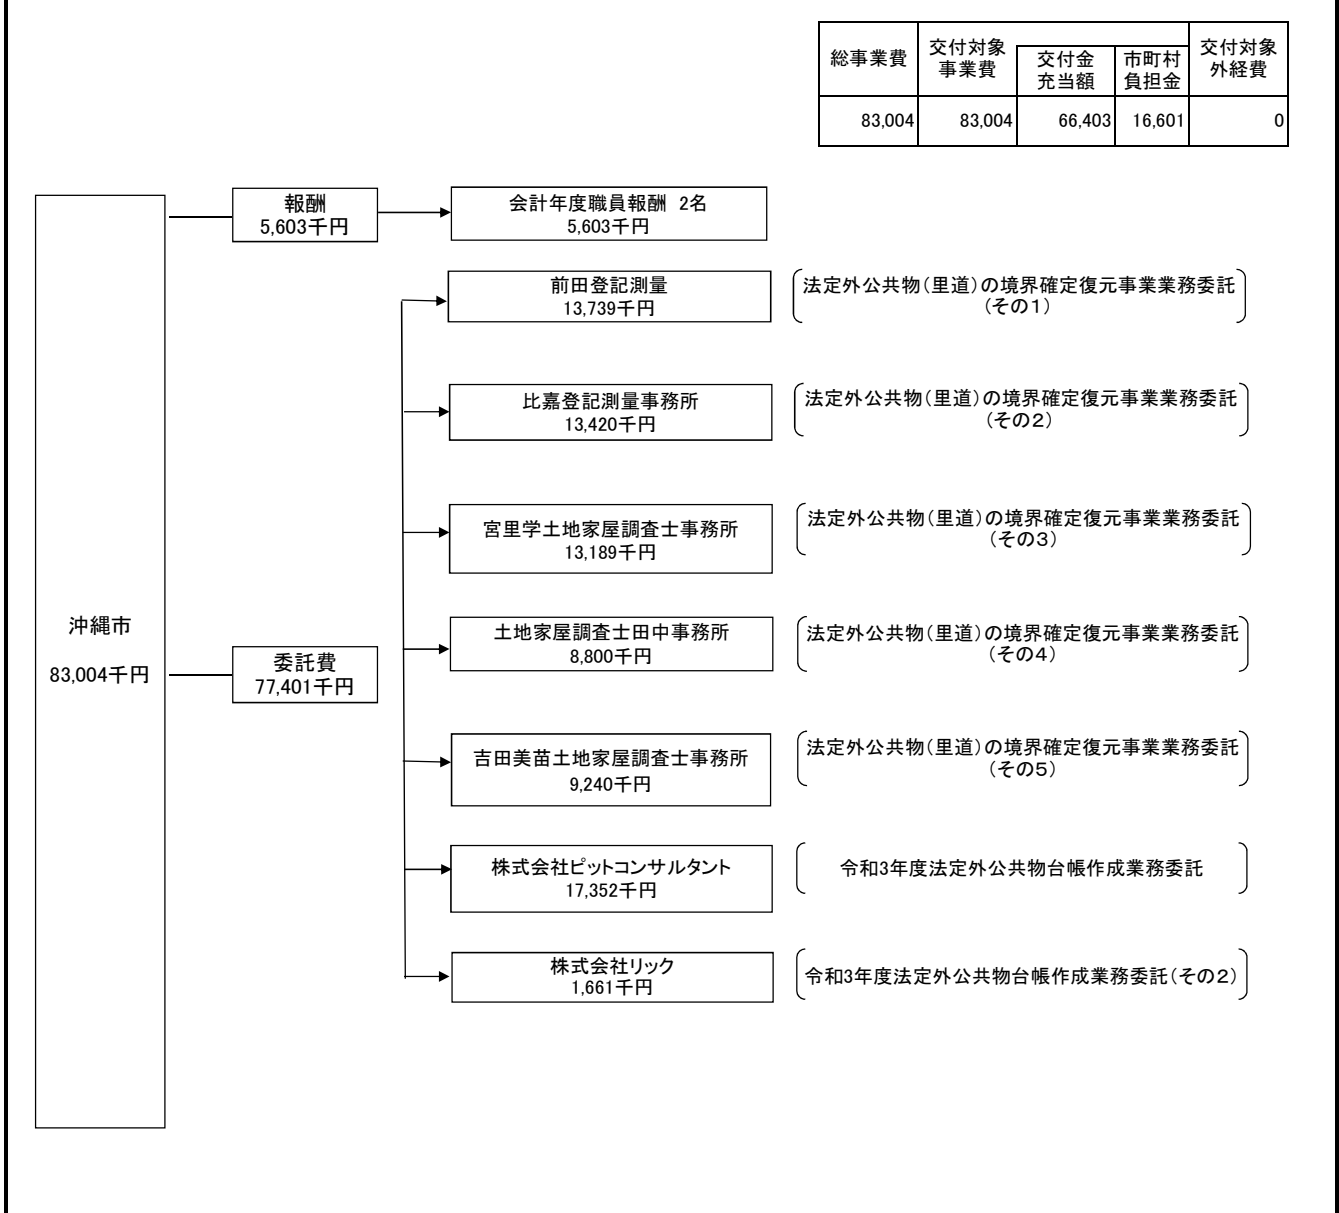 総事業費
交付対象
事業費
交付金
充当額
市町村
負担金
交付対象
外経費
83,004
83,004
66,403
16,601
0
沖縄市
83,004千円
報酬
5,603千円
会計年度職員報酬 2名
5,603千円
委託費
77,401千円
前田登記測量
13,739千円
法定外公共物(里道)の境界確定復元事業業務委託
(その1)
比嘉登記測量事務所
13,420千円
法定外公共物(里道)の境界確定復元事業業務委託
(その2)
宮里学土地家屋調査士事務所
13,189千円
法定外公共物(里道)の境界確定復元事業業務委託
(その3)
土地家屋調査士田中事務所
8,800千円
法定外公共物(里道)の境界確定復元事業業務委託
(その4)
吉田美苗土地家屋調査士事務所
9,240千円
法定外公共物(里道)の境界確定復元事業業務委託
(その5)
株式会社ピットコンサルタント
17,352千円
令和3年度法定外公共物台帳作成業務委託
株式会社リック
1,661千円
令和3年度法定外公共物台帳作成業務委託(その2)